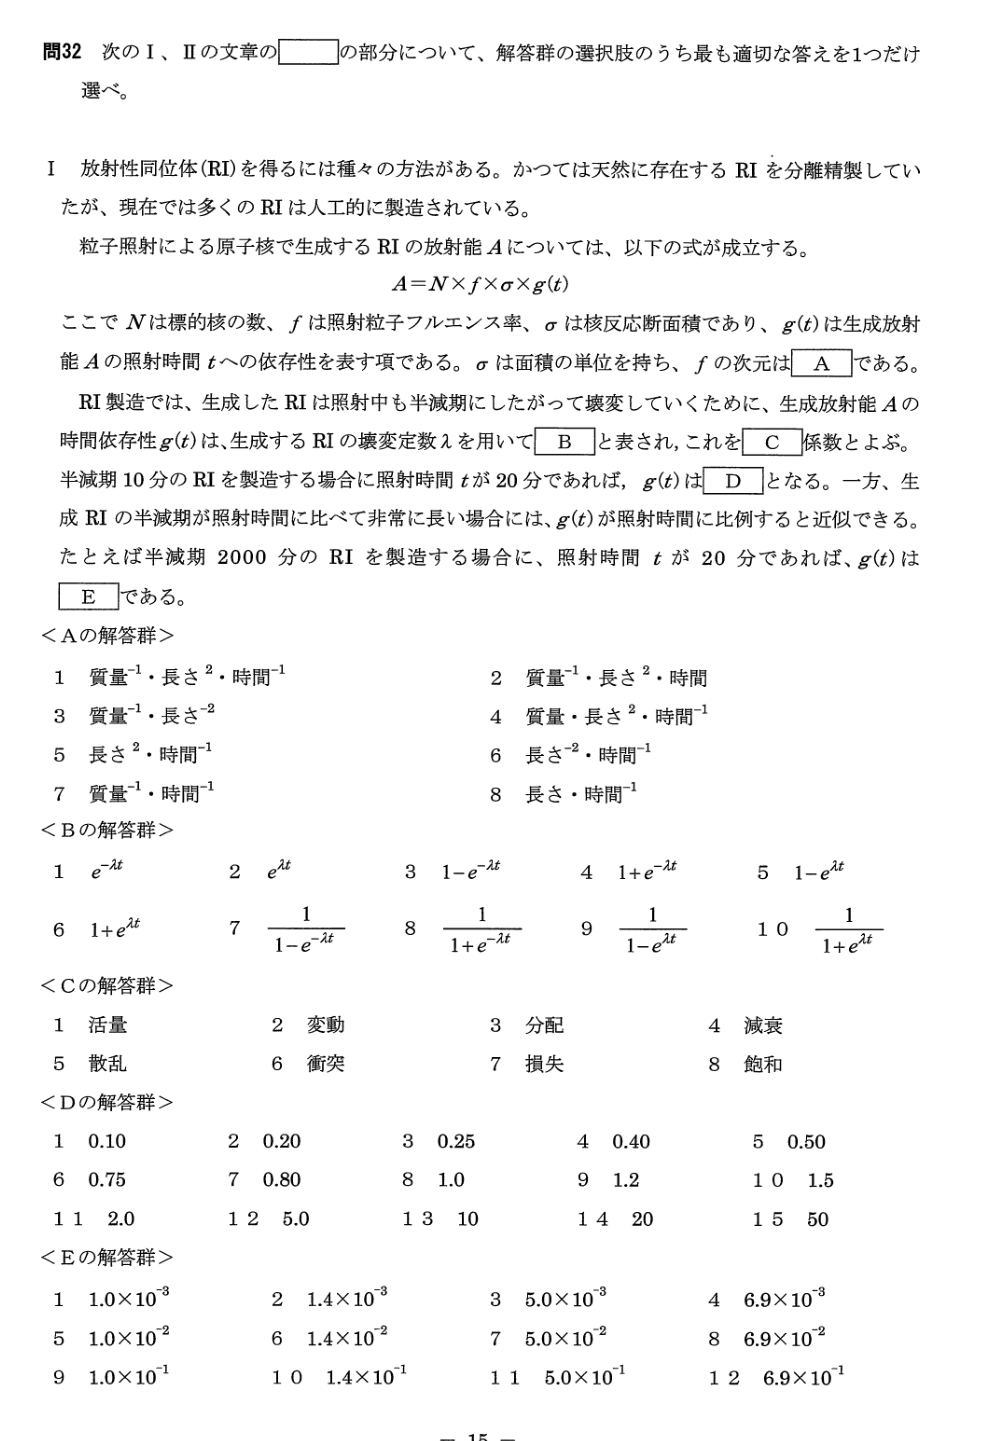 問32 次のⅠ、Ⅱの文章の の部分について、解答群の選択肢のうち最も適切な答えを1つだけ
選べ。
Ⅰ 放射性同位体(RI)を得るには種々の方法がある。かつては天然に存在する RI を分離精製してい
たが、現在では多くの RI は人工的に製造されている。
粒子照射による原子核で生成する RI の放射能 A については、以下の式が成立する。
A=N×f×σ×g(t)
ここで N は標的核の数、 f は照射粒子フルエンス率、σ は核反応断面積であり、g(t) は生成放射
能 A の照射時間 t への依存性を表す項である。σ は面積の単位を持ち、 f の次元は A である。
RI 製造では、生成した RI は照射中も半減期にしたがって壊変していくために、生成放射能 A の
時間依存性 g(t) は、生成する RI の壊変定数 λ を用いて B と表され, これを C 係数とよぶ。
半減期 10 分の RI を製造する場合に照射時間 t が 20 分であれば, g(t) は D となる。一方、生
成 RI の半減期が照射時間に比べて非常に長い場合には、g(t) が照射時間に比例すると近似できる。
たとえば半減期 2000 分の RI を製造する場合に、照射時間 t が 20 分であれば、g(t) は
E である。
＜Aの解答群＞
1 質量⁻¹・長さ²・時間⁻¹ 2 質量⁻¹・長さ²・時間
3 質量⁻¹・長さ⁻² 4 質量・長さ²・時間⁻¹
5 長さ²・時間⁻¹ 6 長さ⁻²・時間⁻¹
7 質量⁻¹・時間⁻¹ 8 長さ・時間⁻¹
＜Bの解答群＞
1 e^{-λt} 2 e^{λt} 3 1-e^{-λt} 4 1+e^{-λt} 5 1-e^{λt}
6 1+e^{λt} 7 1/(1-e^{-λt}) 8 1/(1+e^{-λt}) 9 1/(1-e^{λt}) 10 1/(1+e^{λt})
＜Cの解答群＞
1 活量 2 変動 3 分配 4 減衰
5 散乱 6 衝突 7 損失 8 飽和
＜Dの解答群＞
1 0.10 2 0.20 3 0.25 4 0.40 5 0.50
6 0.75 7 0.80 8 1.0 9 1.2 10 1.5
11 2.0 12 5.0 13 10 14 20 15 50
＜Eの解答群＞
1 1.0×10⁻³ 2 1.4×10⁻³ 3 5.0×10⁻³ 4 6.9×10⁻³
5 1.0×10⁻² 6 1.4×10⁻² 7 5.0×10⁻² 8 6.9×10⁻²
9 1.0×10⁻¹ 10 1.4×10⁻¹ 11 5.0×10⁻¹ 12 6.9×10⁻¹
－ 15 －